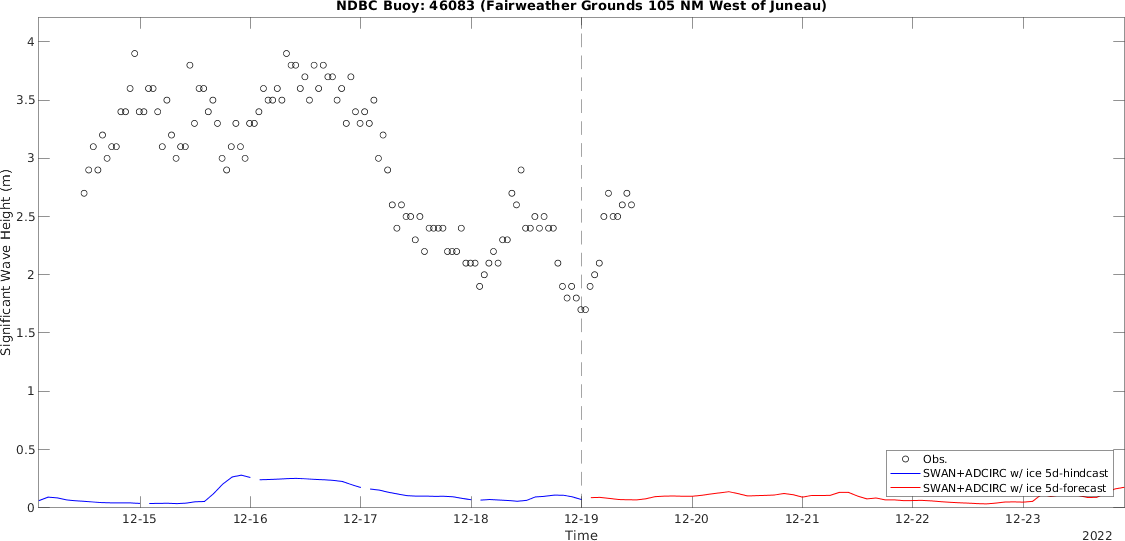 NDBC Buoy: 46083 (Fairweather Grounds 105 NM West of Juneau)
Significant Wave Height (m)
4
3.5
3
2.5
2
1.5
1
0.5
0
Obs.
SWAN+ADCIRC w/ ice 5d-hindcast
SWAN+ADCIRC w/ ice 5d-forecast
12-15 12-16 12-17 12-18 12-19 12-20 12-21 12-22 12-23
Time
2022